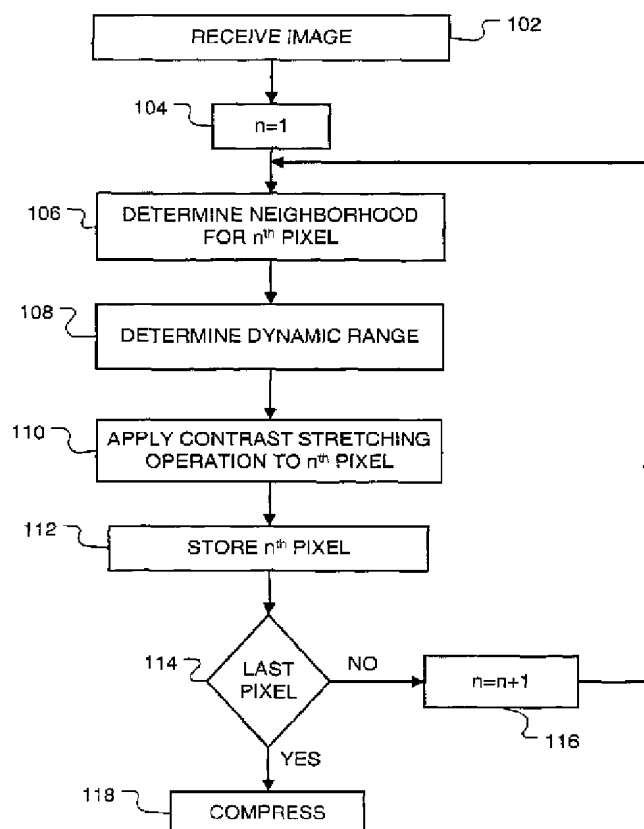 RECEIVE IMAGE
102
104
n=1
106
DETERMINE NEIGHBORHOOD
FOR nth PIXEL
108
DETERMINE DYNAMIC RANGE
110
APPLY CONTRAST STRETCHING
OPERATION TO nth PIXEL
112
STORE nth PIXEL
114
LAST
PIXEL
NO
n=n+1
116
YES
118
COMPRESS